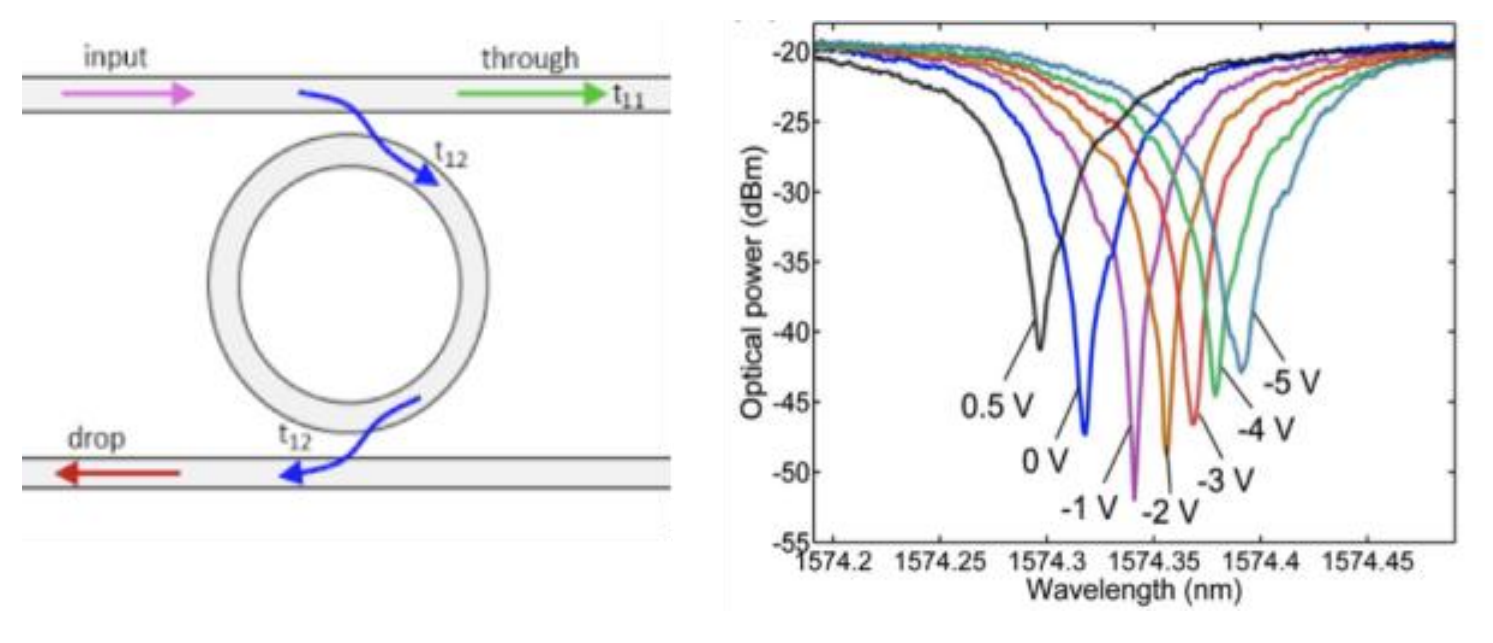 input
through
t11
t12
t12
drop
Optical power (dBm)
-20
-25
-30
-35
-40
-45
-50
-55
0.5 V
0 V
-1 V
-2 V
-3 V
-4 V
-5 V
1574.2 1574.25 1574.3 1574.35 1574.4 1574.45
Wavelength (nm)